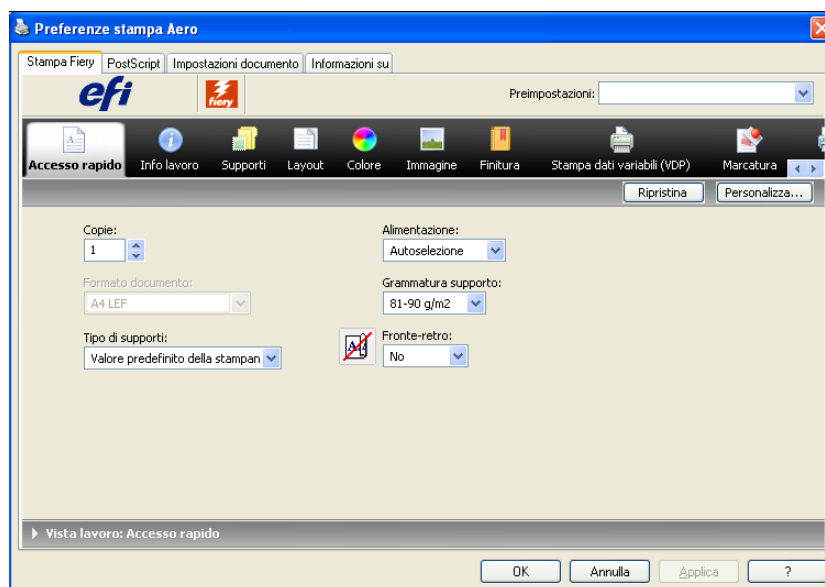 Preferenze stampa Aero
Stampa Fiery PostScript Impostazioni documento Informazioni su
efi fiery Preimpostazioni:
Accesso rapido Info lavoro Supporti Layout Colore Immagine Finitura Stampa dati variabili (VDP) Marcatura
Ripristina Personalizza...
Copie: Alimentazione:
1 Autoselezione
Formato documento: Grammatura supporto:
A4 LEF 81-90 g/m2
Tipo di supporti: Fronte-retro:
Valore predefinito della stampan No
Vista lavoro: Accesso rapido
OK Annulla Applica ?